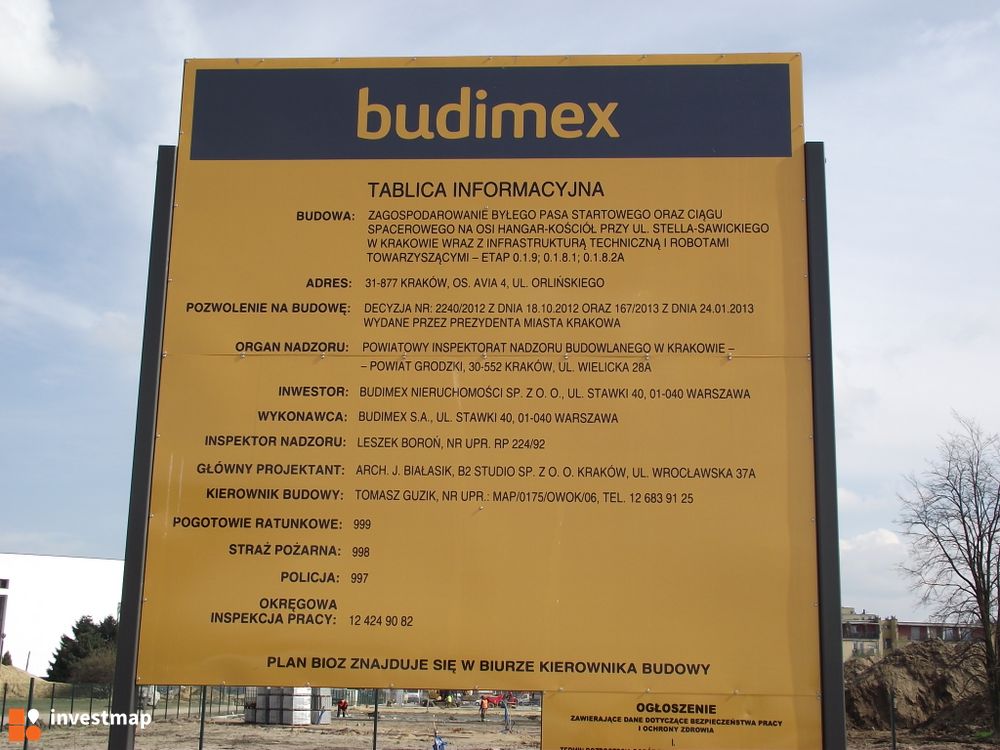 budimex
TABLICA INFORMACYJNA
BUDOWA: ZAGOSPODAROWANIE BYŁEGO PASA STARTOWEGO ORAZ CIĄGU
SPACEROWEGO NA OSI HANGAR-KOŚCIÓŁ PRZY UL. STELLA-SAWICKIEGO
W KRAKOWIE WRAZ Z INFRASTRUKTURĄ TECHNICZNĄ I ROBOTAMI
TOWARZYSZĄCYMI – ETAP 0.1.9; 0.1.8.1; 0.1.8.2A
ADRES: 31-877 KRAKÓW, OS. AVIA 4, UL. ORLIŃSKIEGO
POZWOLENIE NA BUDOWĘ: DECYZJA NR: 2240/2012 Z DNIA 18.10.2012 ORAZ 167/2013 Z DNIA 24.01.2013
WYDANE PRZEZ PREZYDENTA MIASTA KRAKOWA
ORGAN NADZORU: POWIATOWY INSPEKTORAT NADZORU BUDOWLANEGO W KRAKOWIE –
– POWIAT GRODZKI, 30-552 KRAKÓW, UL. WIELICKA 28A
INWESTOR: BUDIMEX NIERUCHOMOŚCI SP. Z O. O., UL. STAWKI 40, 01-040 WARSZAWA
WYKONAWCA: BUDIMEX S.A., UL. STAWKI 40, 01-040 WARSZAWA
INSPEKTOR NADZORU: LESZEK BOROŃ, NR UPR. RP 224/92
GŁÓWNY PROJEKTANT: ARCH. J. BIAŁASIK, B2 STUDIO SP. Z O. O. KRAKÓW, UL. WROCŁAWSKA 37A
KIEROWNIK BUDOWY: TOMASZ GUZIK, NR UPR.: MAP/0175/OWOK/06, TEL. 12 683 91 25
POGOTOWIE RATUNKOWE: 999
STRAŻ POŻARNA: 998
POLICJA: 997
OKRĘGOWA
INSPEKCJA PRACY: 12 424 90 82
PLAN BIOZ ZNAJDUJE SIĘ W BIURZE KIEROWNIKA BUDOWY
OGŁOSZENIE
ZAWIERAJĄCE DANE DOTYCZĄCE BEZPIECZEŃSTWA PRACY
I OCHRONY ZDROWIA
I.
investmap